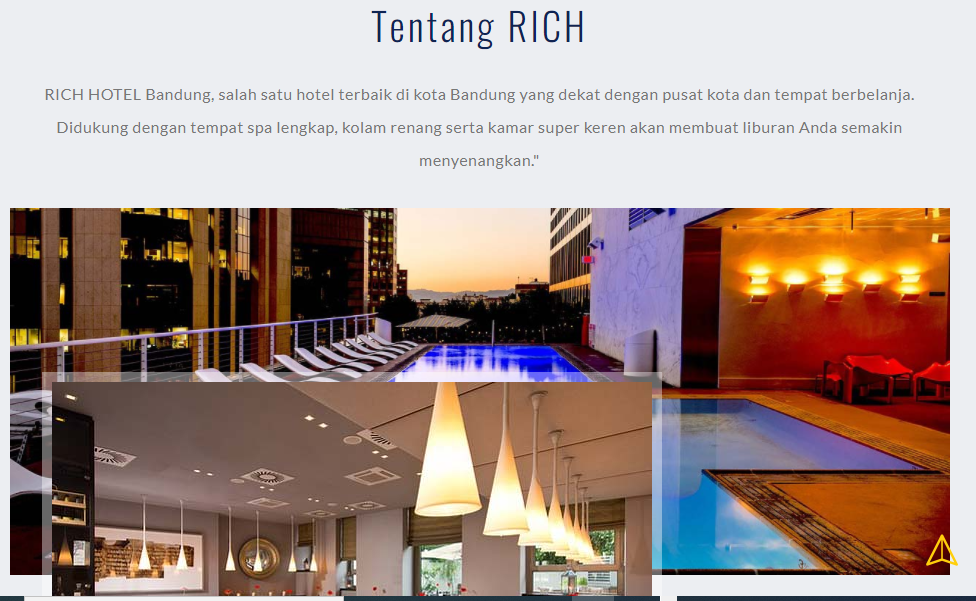 Tentang RICH
RICH HOTEL Bandung, salah satu hotel terbaik di kota Bandung yang dekat dengan pusat kota dan tempat berbelanja.
Didukung dengan tempat spa lengkap, kolam renang serta kamar super keren akan membuat liburan Anda semakin
menyenangkan."